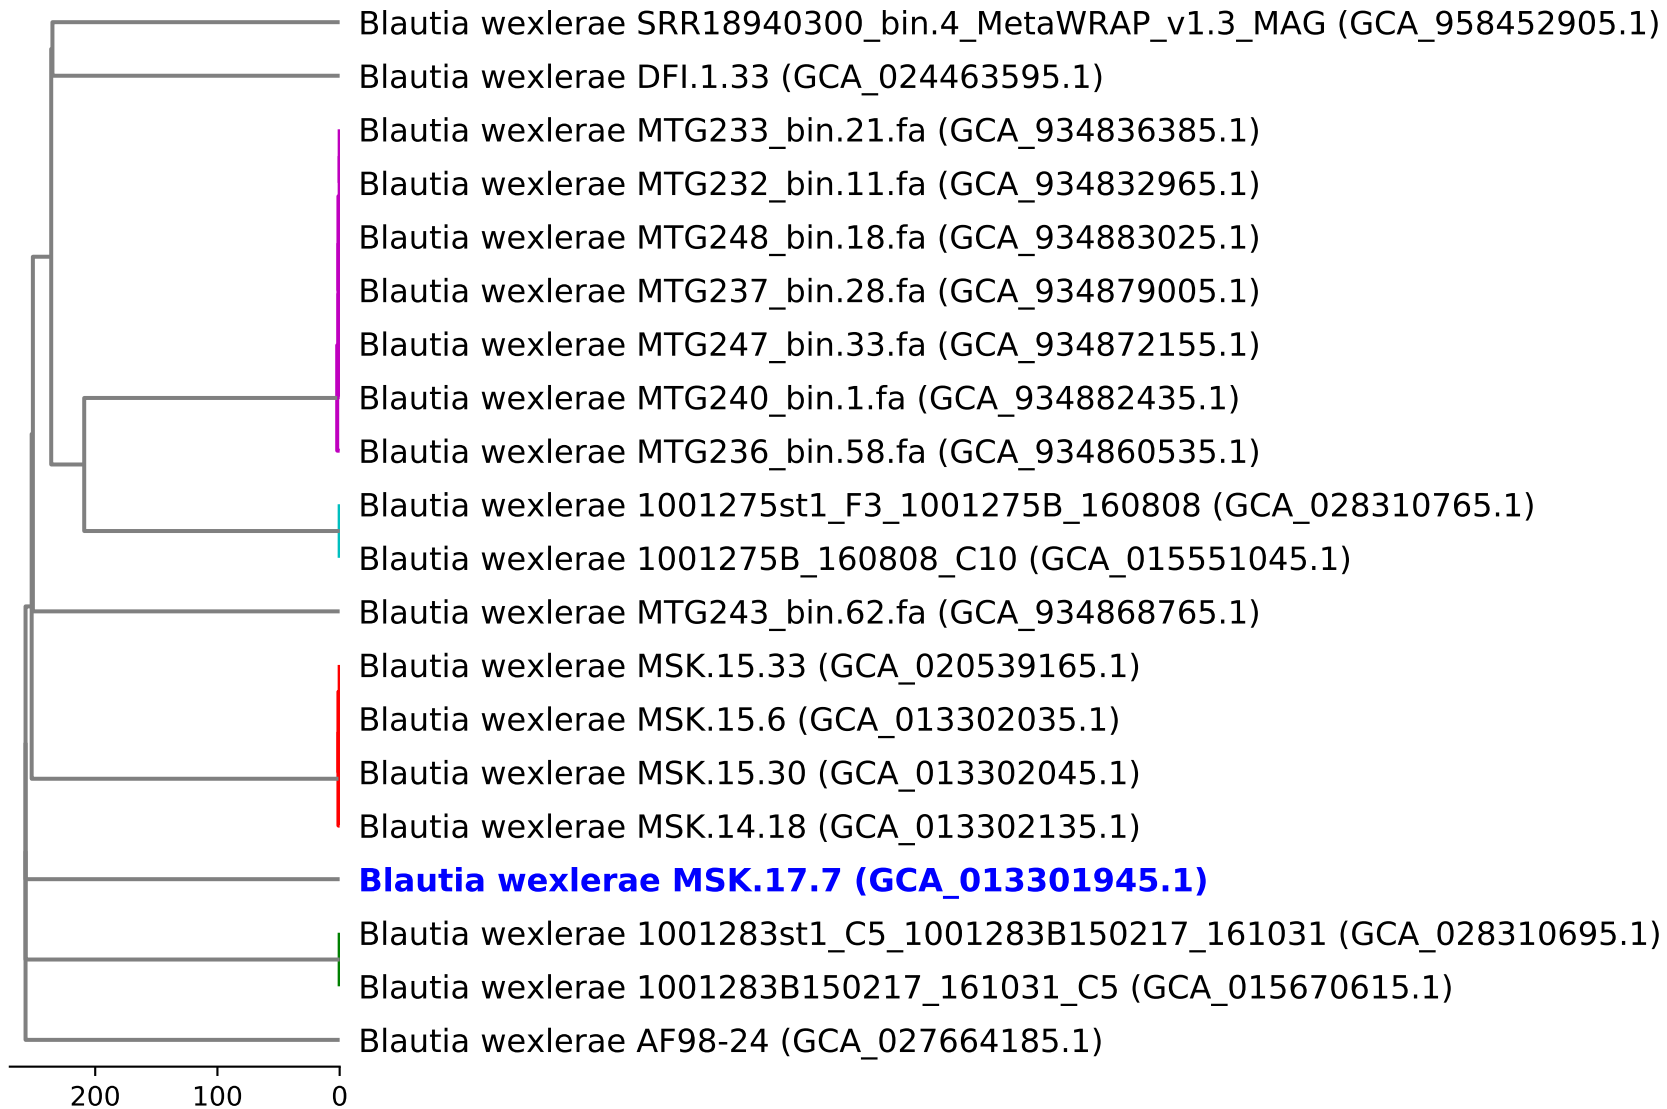 Blautia wexlerae SRR18940300_bin.4_MetaWRAP_v1.3_MAG (GCA_958452905.1)
Blautia wexlerae DFI.1.33 (GCA_024463595.1)
Blautia wexlerae MTG233_bin.21.fa (GCA_934836385.1)
Blautia wexlerae MTG232_bin.11.fa (GCA_934832965.1)
Blautia wexlerae MTG248_bin.18.fa (GCA_934883025.1)
Blautia wexlerae MTG237_bin.28.fa (GCA_934879005.1)
Blautia wexlerae MTG247_bin.33.fa (GCA_934872155.1)
Blautia wexlerae MTG240_bin.1.fa (GCA_934882435.1)
Blautia wexlerae MTG236_bin.58.fa (GCA_934860535.1)
Blautia wexlerae 1001275st1_F3_1001275B_160808 (GCA_028310765.1)
Blautia wexlerae 1001275B_160808_C10 (GCA_015551045.1)
Blautia wexlerae MTG243_bin.62.fa (GCA_934868765.1)
Blautia wexlerae MSK.15.33 (GCA_020539165.1)
Blautia wexlerae MSK.15.6 (GCA_013302035.1)
Blautia wexlerae MSK.15.30 (GCA_013302045.1)
Blautia wexlerae MSK.14.18 (GCA_013302135.1)
Blautia wexlerae MSK.17.7 (GCA_013301945.1)
Blautia wexlerae 1001283st1_C5_1001283B150217_161031 (GCA_028310695.1)
Blautia wexlerae 1001283B150217_161031_C5 (GCA_015670615.1)
Blautia wexlerae AF98-24 (GCA_027664185.1)
200 100 0